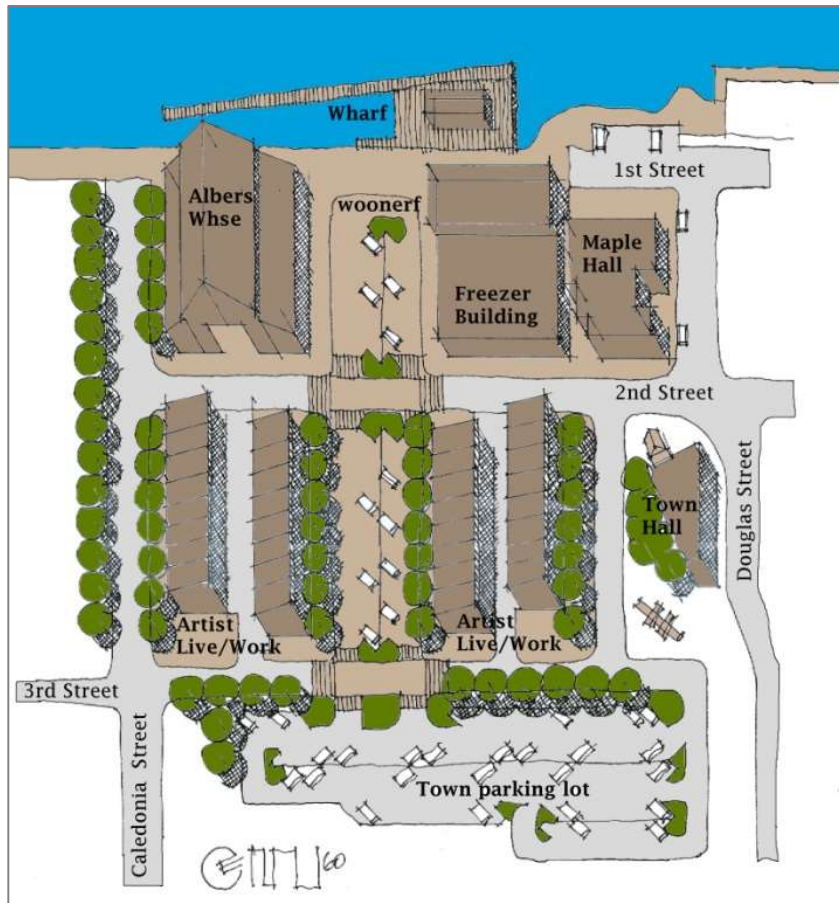 Wharf
1st Street
Albers
Whse
woonerf
Maple
Hall
Freezer
Building
2nd Street
Town
Hall
Douglas Street
Artist
Live/Work
Artist
Live/Work
3rd Street
Caledonia Street
Town parking lot
60